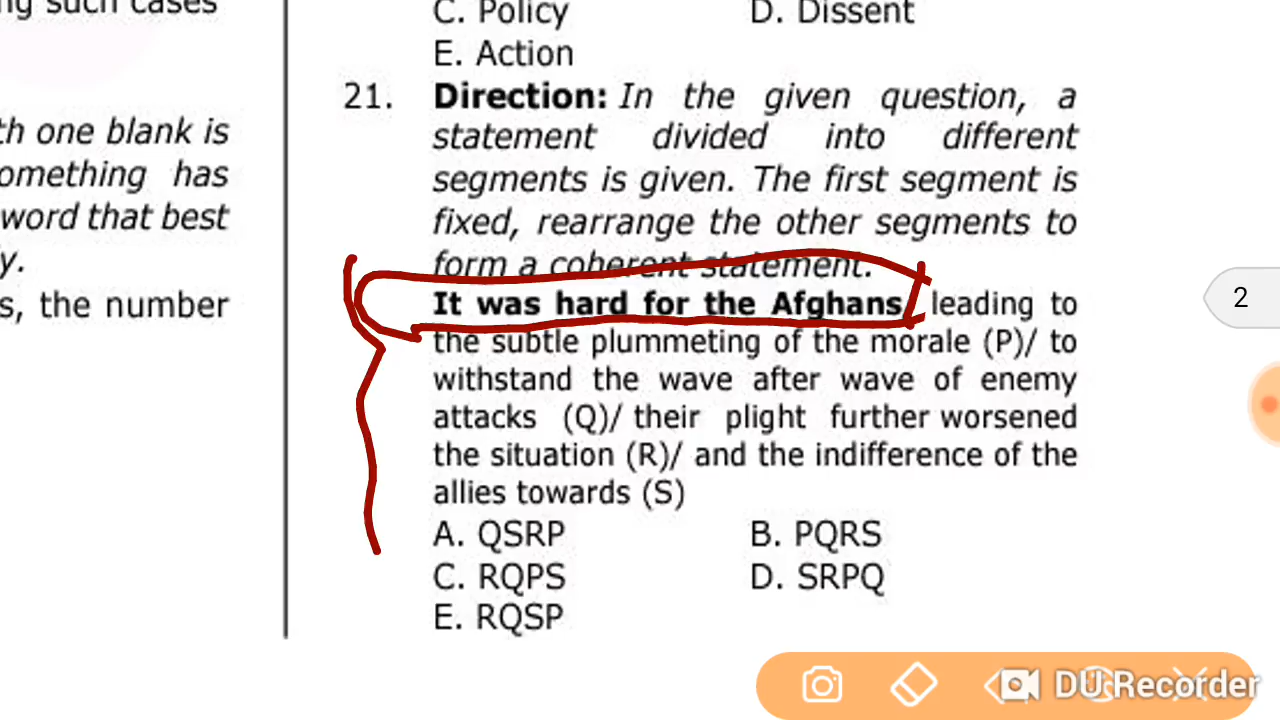 ng such cases
th one blank is
omething has
word that best
y.
s, the number
C. Policy D. Dissent
E. Action
21. Direction: In the given question, a
statement divided into different
segments is given. The first segment is
fixed, rearrange the other segments to
form a coherent statement.
It was hard for the Afghans/ leading to
the subtle plummeting of the morale (P)/ to
withstand the wave after wave of enemy
attacks (Q)/ their plight further worsened
the situation (R)/ and the indifference of the
allies towards (S)
A. QSRP B. PQRS
C. RQPS D. SRPQ
E. RQSP
2
DU Recorder